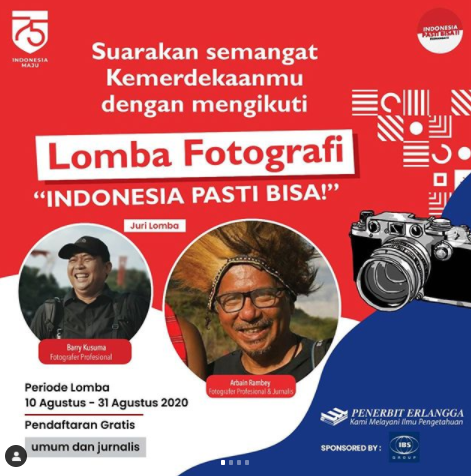 75
INDONESIA
MAJU
INDONESIA
PASTI BISA!!
Suarakan semangat
Kemerdekaanmu
dengan mengikuti
Lomba Fotografi
“INDONESIA PASTI BISA!”
Juri Lomba
Barry Kusuma
Fotografer Profesional
Arbain Rambey
Fotografer Profesional & Jurnalis
Periode Lomba
10 Agustus - 31 Agustus 2020
Pendaftaran Gratis
umum dan jurnalis
PENERBIT ERLANGGA
Kami Melayani Ilmu Pengetahuan
SPONSORED BY :
IBS
GROUP